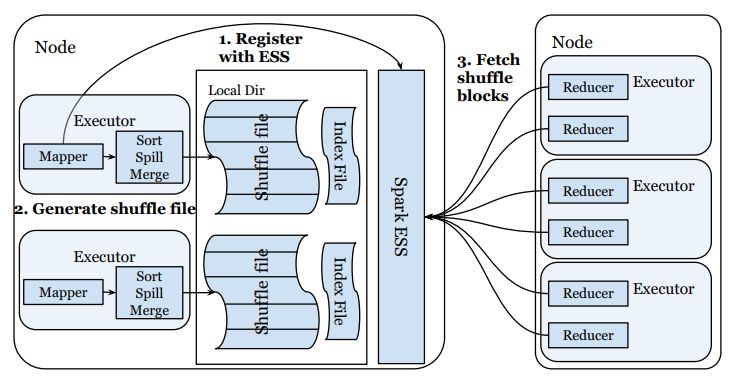 Node
1. Register
with ESS
Local Dir
Executor
Mapper
Sort
Spill
Merge
Shuffle file
Index File
2. Generate shuffle file
Executor
Mapper
Sort
Spill
Merge
Shuffle file
Index File
Spark ESS
3. Fetch
shuffle
blocks
Node
Executor
Reducer
Reducer
Executor
Reducer
Reducer
Executor
Reducer
Reducer